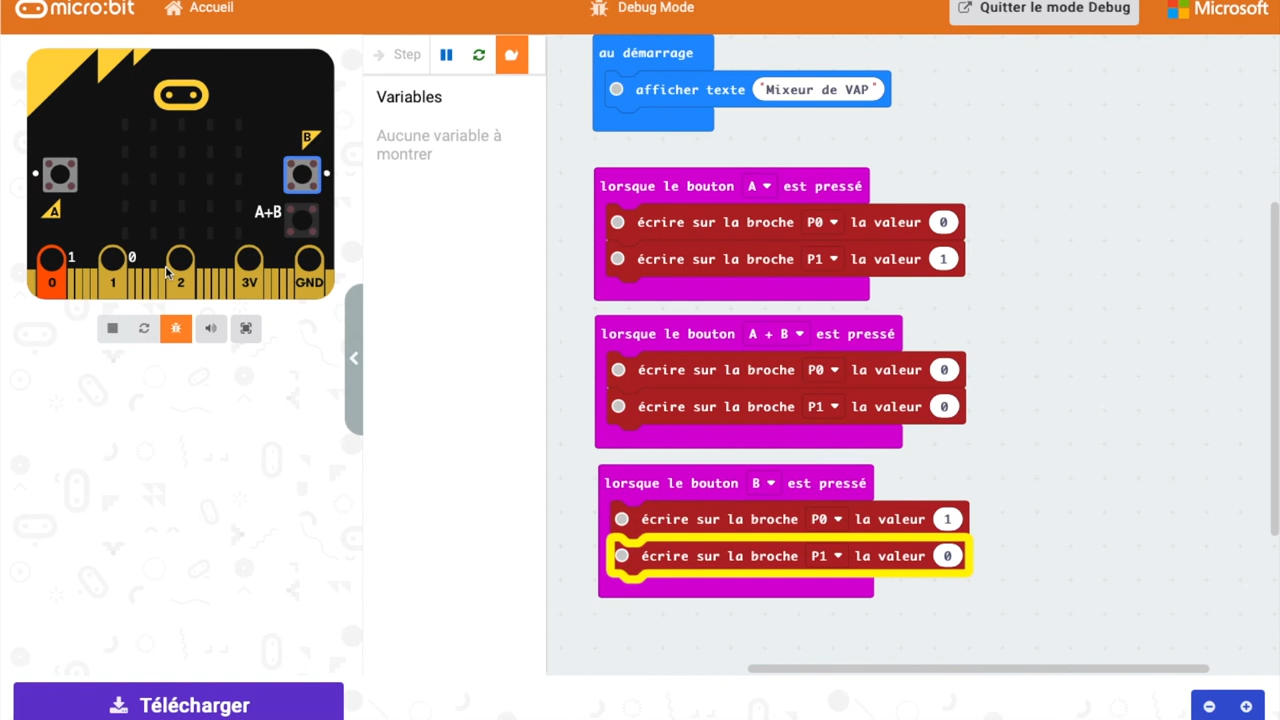 micro:bit
Accueil
Debug Mode
Quitter le mode Debug
Microsoft
Step
Variables
Aucune variable à
montrer
B
A
A+B
1
0
0
1
2
3V
GND
Télécharger
au démarrage
afficher texte "Mixeur de VAP"
lorsque le bouton A est pressé
écrire sur la broche P0 la valeur 0
écrire sur la broche P1 la valeur 1
lorsque le bouton A + B est pressé
écrire sur la broche P0 la valeur 0
écrire sur la broche P1 la valeur 0
lorsque le bouton B est pressé
écrire sur la broche P0 la valeur 1
écrire sur la broche P1 la valeur 0